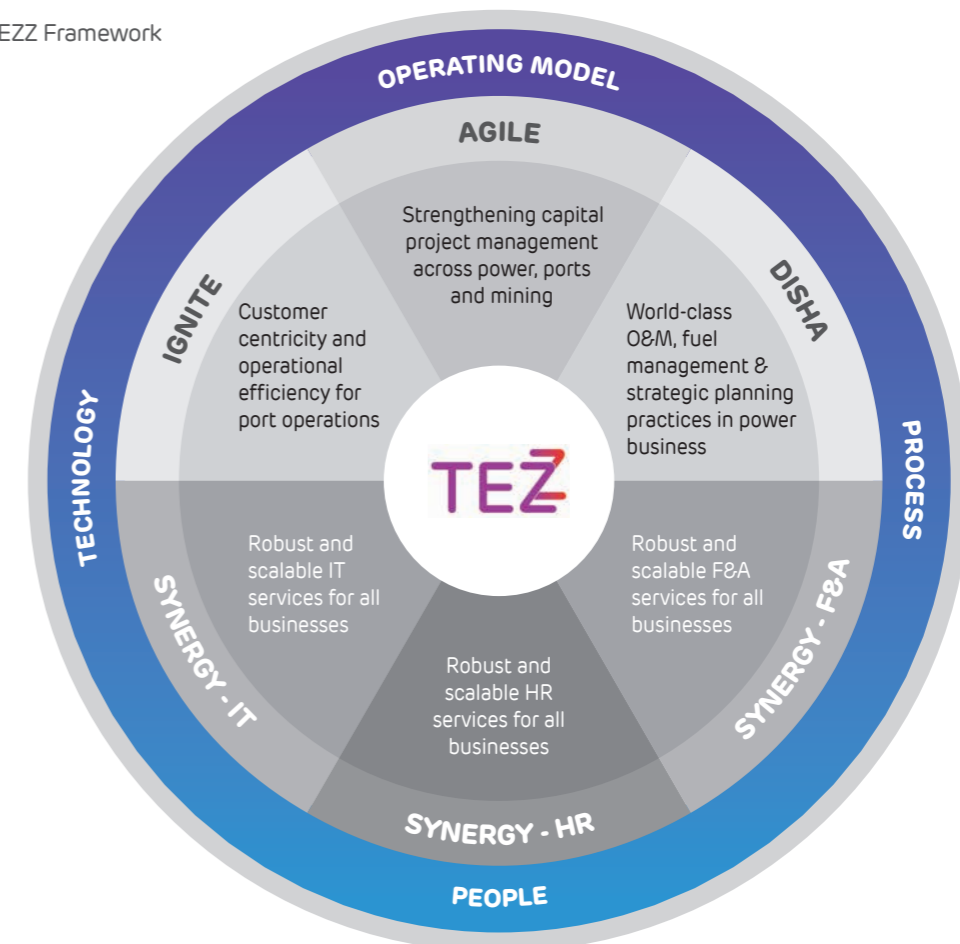 EZZ Framework
OPERATING MODEL
AGILE
Strengthening capital
project management
across power, ports
and mining
IGNITE
Customer
centricity and
operational
efficiency for
port operations
DISHA
World-class
O&M, fuel
management &
strategic planning
practices in power
business
TECHNOLOGY
PROCESS
TEZZ
Robust and
scalable IT
services for all
businesses
SYNERGY - IT
Robust and
scalable F&A
services for all
businesses
SYNERGY - F&A
Robust and
scalable HR
services for all
businesses
SYNERGY - HR
PEOPLE